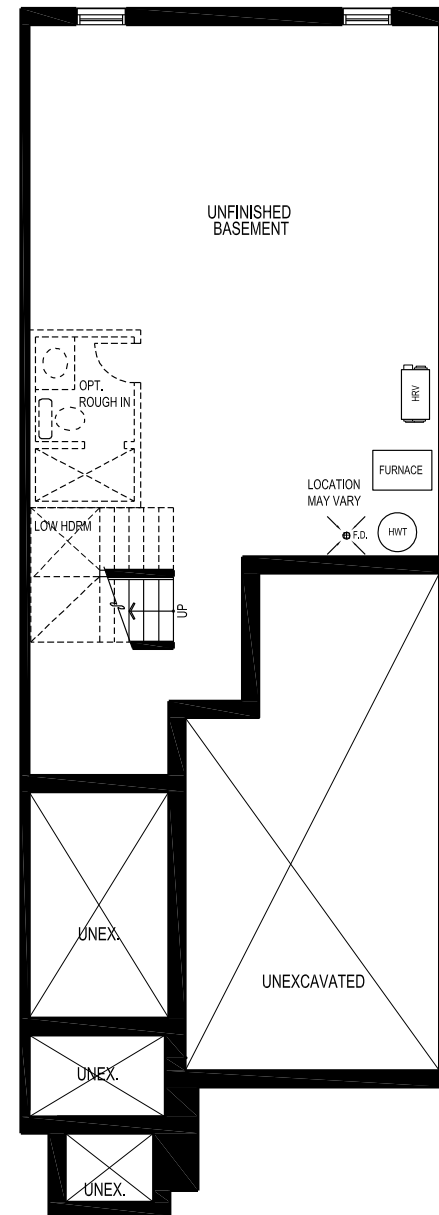 UNFINISHED
BASEMENT
OPT.
ROUGH IN
HRV
FURNACE
LOCATION
MAY VARY
LOW HDRM
F.D.
HWT
UP
UNEX.
UNEXCAVATED
UNEX.
UNEX.